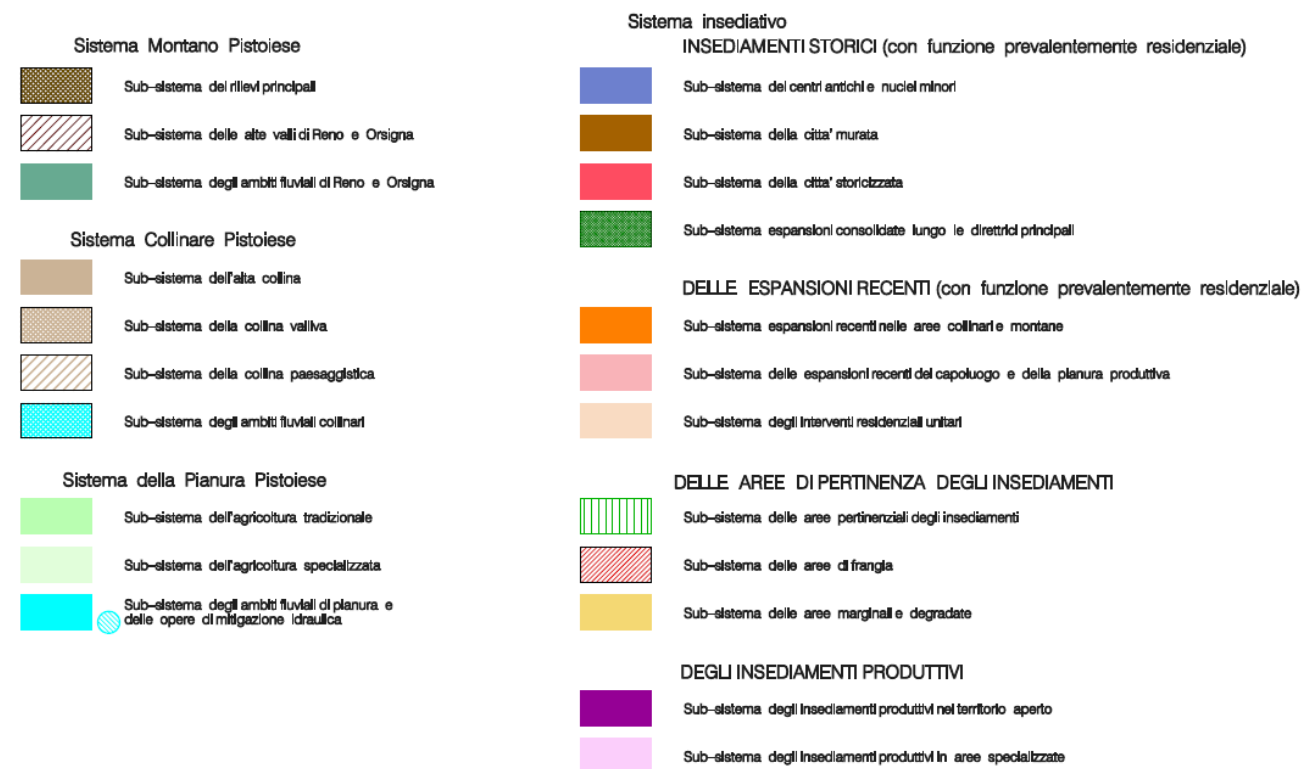 Sistema Montano Pistoiese
Sub-sistema dei rilievi principali
Sub-sistema delle alte valli di Reno e Orsigna
Sub-sistema degli ambiti fluviali di Reno e Orsigna
Sistema Collinare Pistoiese
Sub-sistema dell'alta collina
Sub-sistema della collina valliva
Sub-sistema della collina paesaggistica
Sub-sistema degli ambiti fluviali collinari
Sistema della Pianura Pistoiese
Sub-sistema dell'agricoltura tradizionale
Sub-sistema dell'agricoltura specializzata
Sub-sistema degli ambiti fluviali di pianura e
delle opere di mitigazione idraulica
Sistema insediativo
INSEDIAMENTI STORICI (con funzione prevalentemente residenziale)
Sub-sistema dei centri antichi e nuclei minori
Sub-sistema della citta' murata
Sub-sistema della citta' storicizzata
Sub-sistema espansioni consolidate lungo le direttrici principali
DELLE ESPANSIONI RECENTI (con funzione prevalentemente residenziale)
Sub-sistema espansioni recenti nelle aree collinari e montane
Sub-sistema delle espansioni recenti del capoluogo e della pianura produttiva
Sub-sistema degli interventi residenziali unitari
DELLE AREE DI PERTINENZA DEGLI INSEDIAMENTI
Sub-sistema delle aree pertinenziali degli insediamenti
Sub-sistema delle aree di frangia
Sub-sistema delle aree marginali e degradate
DEGLI INSEDIAMENTI PRODUTTIVI
Sub-sistema degli insediamenti produttivi nel territorio aperto
Sub-sistema degli insediamenti produttivi in aree specializzate